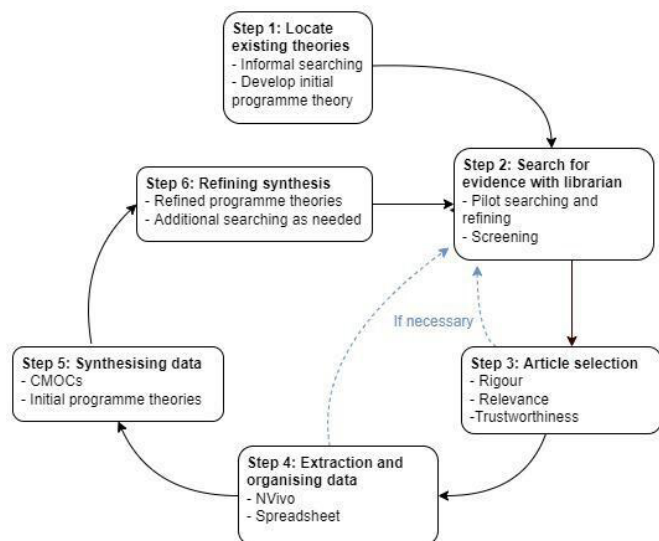 Step 1: Locate
existing theories
- Informal searching
- Develop initial
programme theory
Step 2: Search for
evidence with librarian
- Pilot searching and
refining
- Screening
Step 3: Article selection
- Rigour
- Relevance
-Trustworthiness
If necessary
Step 4: Extraction and
organising data
- NVivo
- Spreadsheet
Step 5: Synthesising data
- CMOCs
- Initial programme theories
Step 6: Refining synthesis
- Refined programme theories
- Additional searching as needed